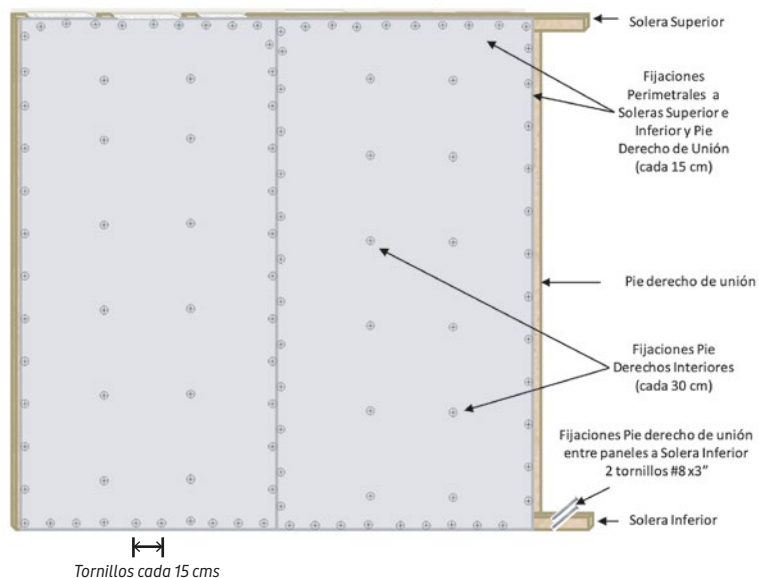 Solera Superior
Fijaciones
Perimetrales a
Soleras Superior e
Inferior y Pie
Derecho de Unión
(cada 15 cm)
Pie derecho de unión
Fijaciones Pie
Derechos Interiores
(cada 30 cm)
Fijaciones Pie derecho de unión
entre paneles a Solera Inferior
2 tornillos #8 x3”
Solera Inferior
Tornillos cada 15 cms